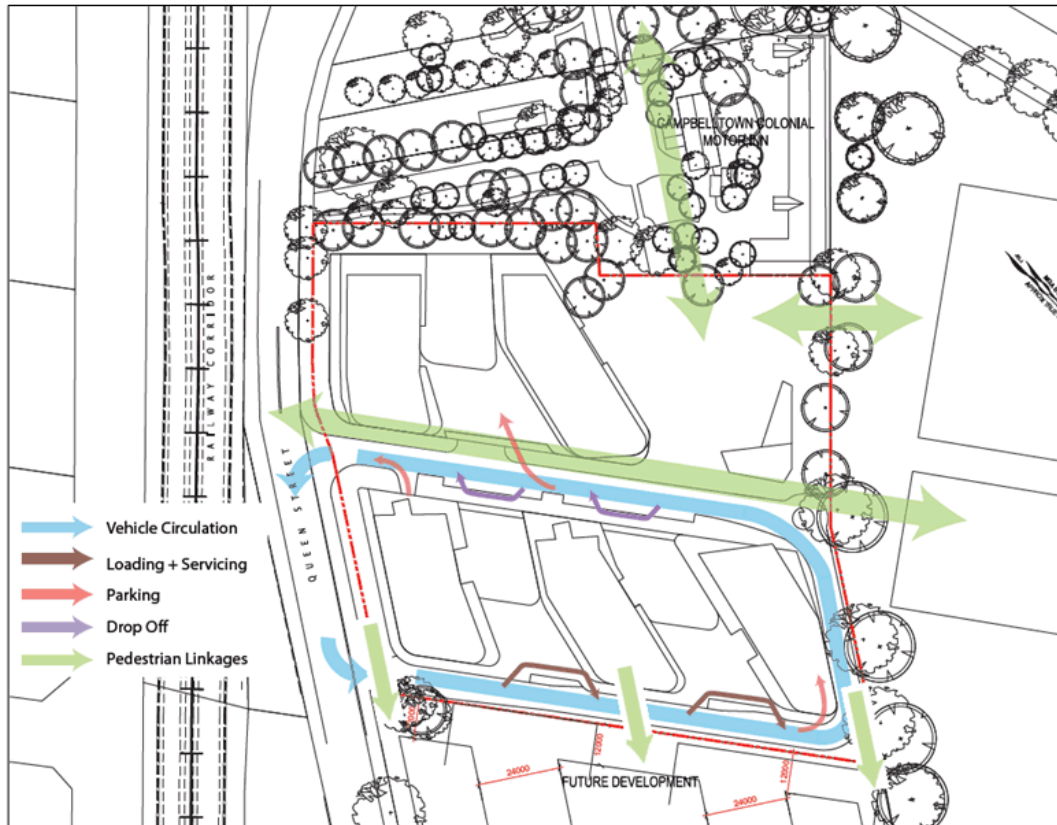 CAMPBELLTOWN COLONIAL
MOTOR INN
RAILWAY CORRIDOR
QUEEN STREET
Vehicle Circulation
Loading + Servicing
Parking
Drop Off
Pedestrian Linkages
12000
12000
24000
FUTURE DEVELOPMENT
24000